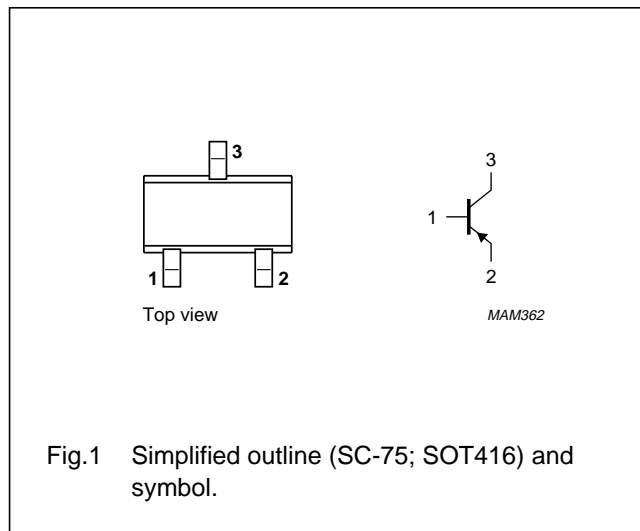 3
1
2
Top view
3
1
2
MAM362
Fig.1 Simplified outline (SC-75; SOT416) and
symbol.